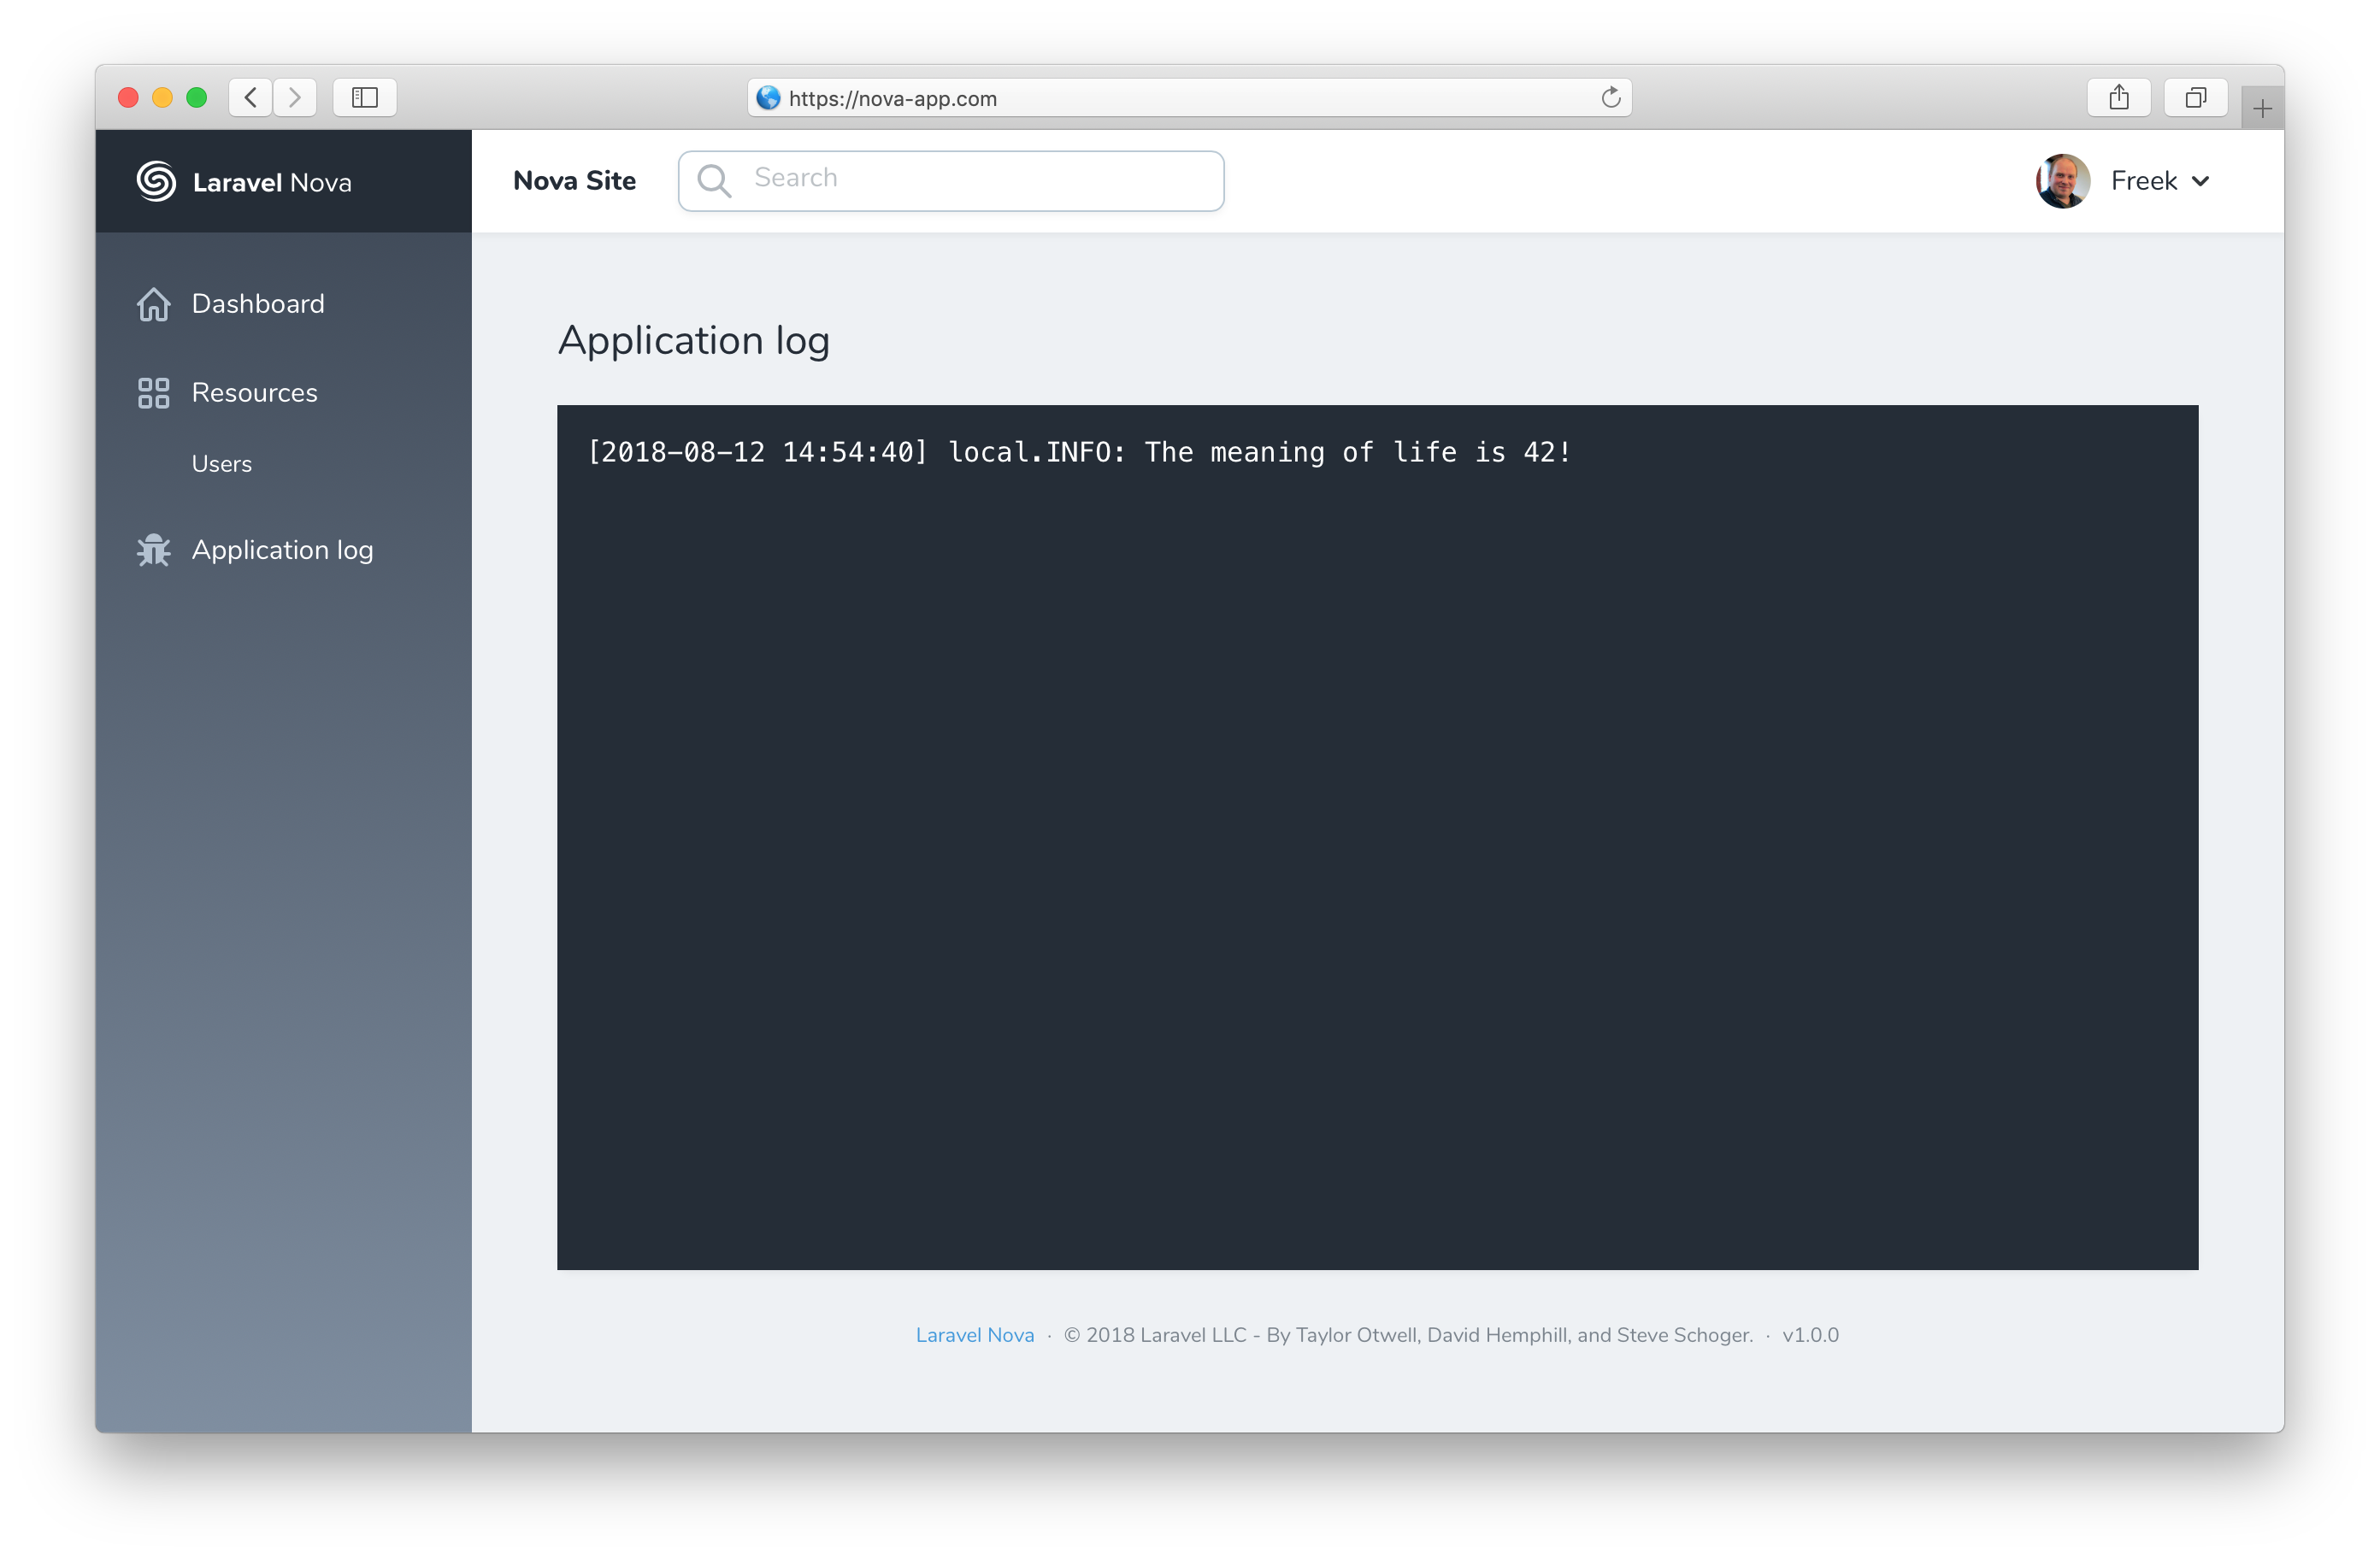 https://nova-app.com
Laravel Nova
Nova Site
Search
Freek
Dashboard
Resources
Users
Application log
Application log
[2018-08-12 14:54:40] local.INFO: The meaning of life is 42!
Laravel Nova · © 2018 Laravel LLC - By Taylor Otwell, David Hemphill, and Steve Schoger. · v1.0.0